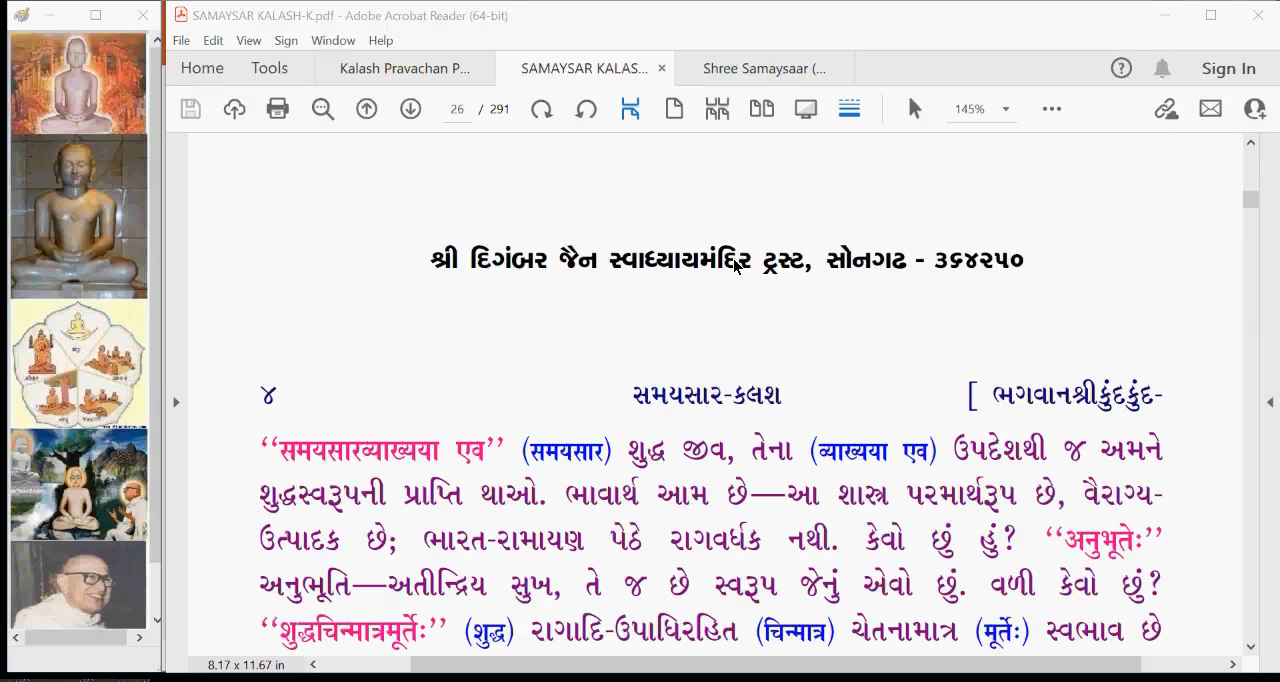 SAMAYSAR KALASH-K.pdf - Adobe Acrobat Reader (64-bit)
File Edit View Sign Window Help
Home Tools Kalash Pravachan P... SAMAYSAR KALAS... × Shree Samaysaar (... Sign In
26 / 291 145%
શ્રી દિગંબર જૈન સ્વાધ્યાયમંદિર ટ્રસ્ટ, સોનગઢ - ૩૬૪૨૫૦
૪ સમયસાર-કલશ [ ભગવાનશ્રીકુંદકુંદ-
“समयसारव्याख्यया एव” (समयसार) શુદ્ધ જીવ, તેના (व्याख्यया एव) ઉપદેશથી જ અમને
શુદ્ધસ્વરૂપની પ્રાપ્તિ થાઓ. ભાવાર્થ આમ છે—આ શાસ્ત્ર પરમાર્થરૂપ છે, વૈરાગ્ય-
ઉત્પાદક છે; ભારત-રામાયણ પેઠે રાગવર્ધક નથી. કેવો છું હું? “अनुभूतेः”
અનુભૂતિ—અતીન્દ્રિય સુખ, તે જ છે સ્વરૂપ જેનું એવો છું. વળી કેવો છું?
“शुद्धचिन्मात्रमूर्तेः” (शुद्ध) રાગાદિ-ઉપાધિરહિત (चिन्मात्र) ચેતનામાત્ર (मूर्तेः) સ્વભાવ છે
8.17 x 11.67 in